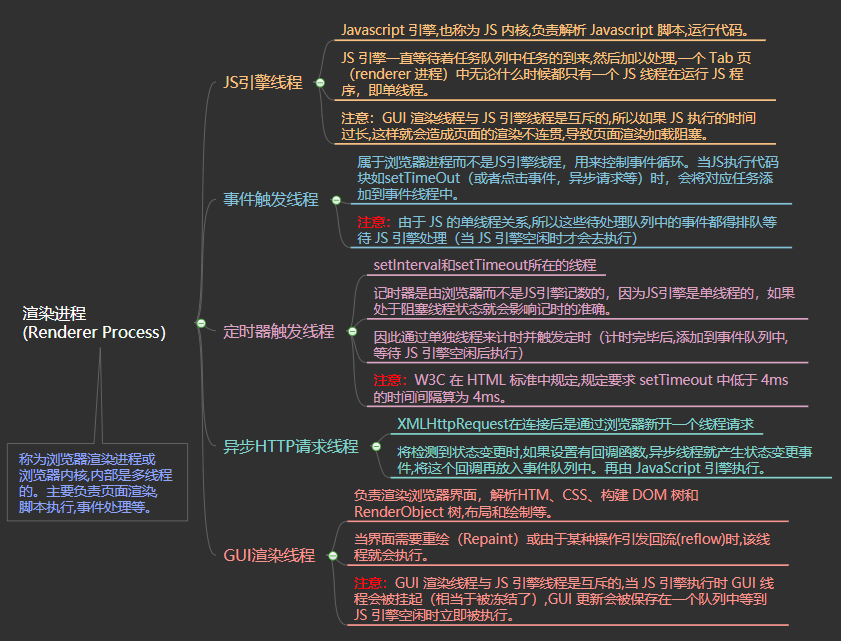 Javascript 引擎,也称为 JS 内核,负责解析 Javascript 脚本,运行代码。
JS 引擎一直等待着任务队列中任务的到来,然后加以处理,一个 Tab 页
（renderer 进程）中无论什么时候都只有一个 JS 线程在运行 JS 程
序，即单线程。
JS引擎线程
注意：GUI 渲染线程与 JS 引擎线程是互斥的,所以如果 JS 执行的时间
过长,这样就会造成页面的渲染不连贯,导致页面渲染加载阻塞。
属于浏览器进程而不是JS引擎线程，用来控制事件循环。当JS执行代码
块如setTimeOut（或者点击事件，异步请求等）时，会将对应任务添
加到事件线程中。
事件触发线程
注意：由于 JS 的单线程关系,所以这些待处理队列中的事件都得排队等
待 JS 引擎处理（当 JS 引擎空闲时才会去执行）
setInterval和setTimeout所在的线程
记时器是由浏览器而不是JS引擎记数的，因为JS引擎是单线程的，如果
处于阻塞线程状态就会影响记时的准确。
定时器触发线程
因此通过单独线程来计时并触发定时（计时完毕后,添加到事件队列中,
等待 JS 引擎空闲后执行）
注意：W3C 在 HTML 标准中规定,规定要求 setTimeout 中低于 4ms
的时间间隔算为 4ms。
渲染进程
(Renderer Process)
XMLHttpRequest在连接后是通过浏览器新开一个线程请求
异步HTTP请求线程
将检测到状态变更时,如果设置有回调函数,异步线程就产生状态变更事
件,将这个回调再放入事件队列中。再由 JavaScript 引擎执行。
称为浏览器渲染进程或
浏览器内核,内部是多线程
的。主要负责页面渲染,
脚本执行,事件处理等。
负责渲染浏览器界面，解析HTM、CSS、构建 DOM 树和
RenderObject 树,布局和绘制等。
GUI渲染线程
当界面需要重绘（Repaint）或由于某种操作引发回流(reflow)时,该线
程就会执行。
注意：GUI 渲染线程与 JS 引擎线程是互斥的,当 JS 引擎执行时 GUI 线
程会被挂起（相当于被冻结了）,GUI 更新会被保存在一个队列中等到
JS 引擎空闲时立即被执行。